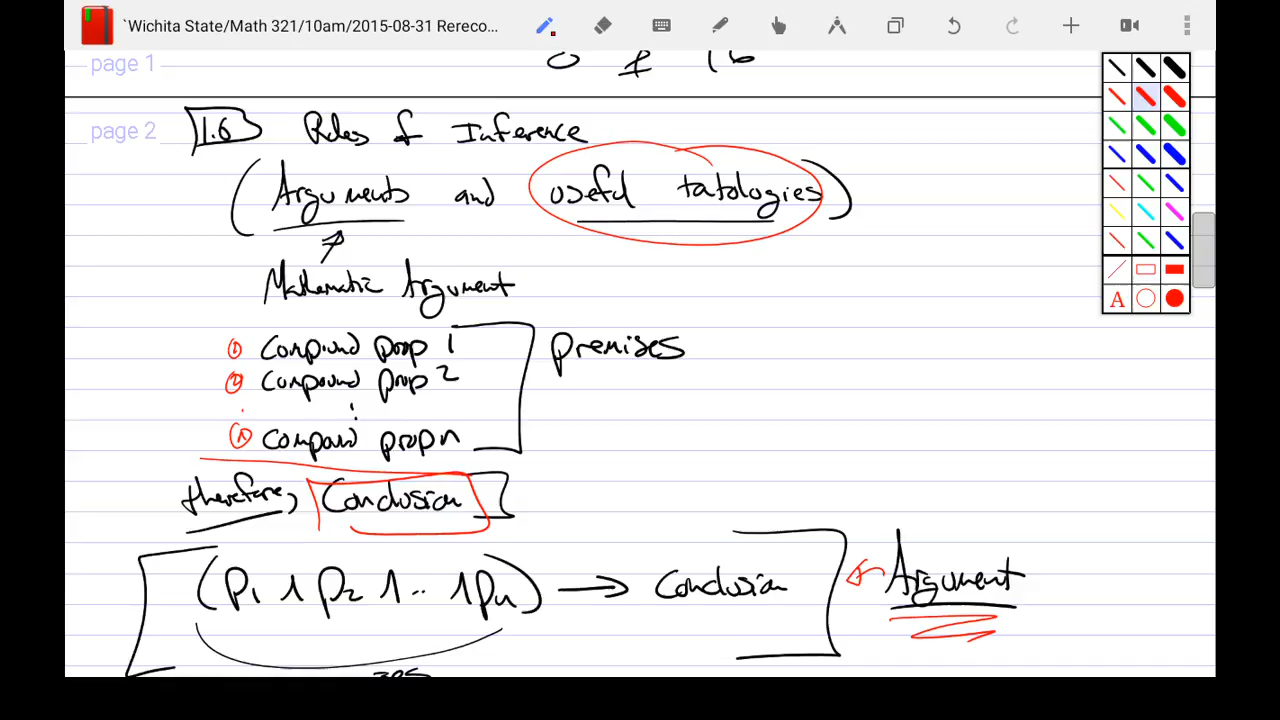 `Wichita State/Math 321/10am/2015-08-31 Rereco...
page 1
page 2
1.6 Rules of Inference
(Arguments and useful tatologies)
Mathematic Argument
1 Compound prop 1
2 Compound prop 2
n Compound prop n
premises
therefore, Conclusion
(p1 ∧ p2 ∧ .. ∧ pn) → Conclusion
Argument
A